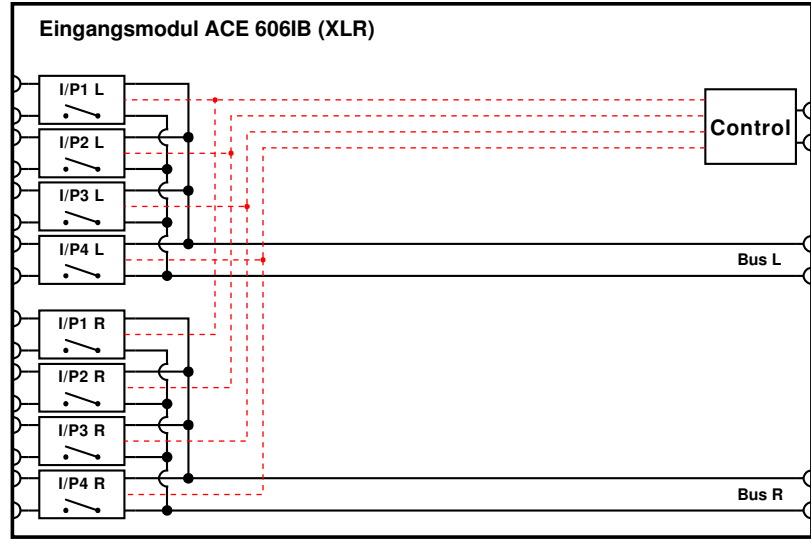 Eingangsmodul ACE 606IB (XLR)
I/P1 L
I/P2 L
I/P3 L
I/P4 L
Control
Bus L
I/P1 R
I/P2 R
I/P3 R
I/P4 R
Bus R